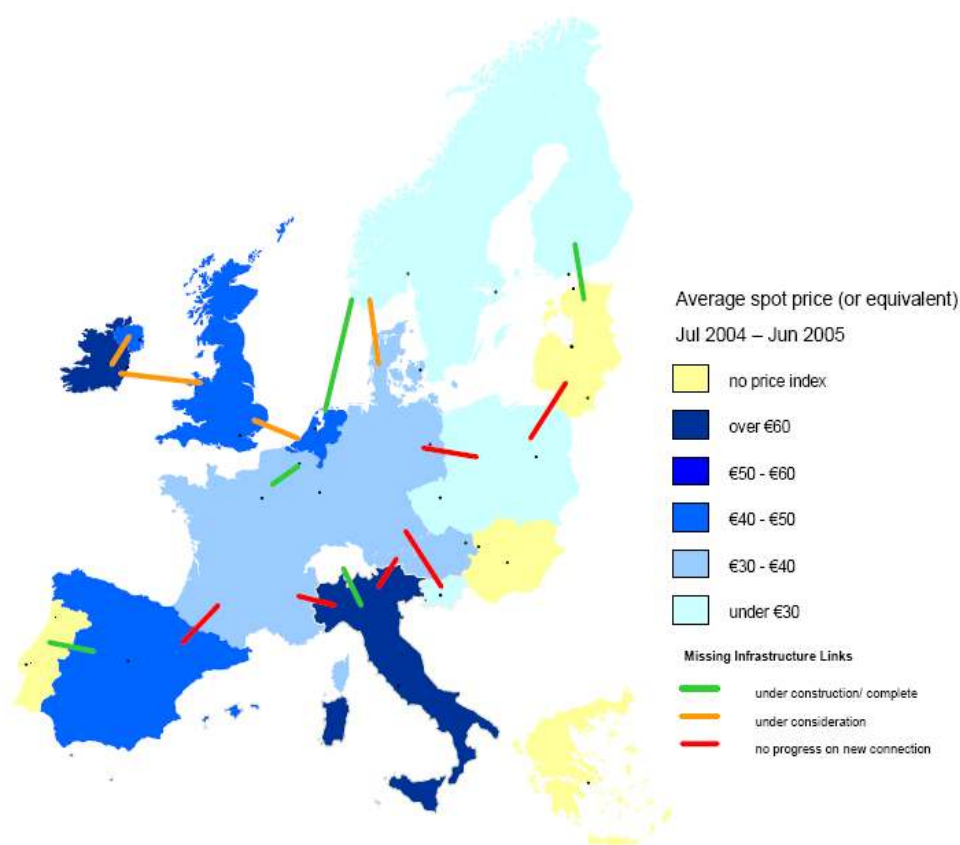 Average spot price (or equivalent)
Jul 2004 – Jun 2005
no price index
over €60
€50 - €60
€40 - €50
€30 - €40
under €30
Missing Infrastructure Links
under construction/ complete
under consideration
no progress on new connection